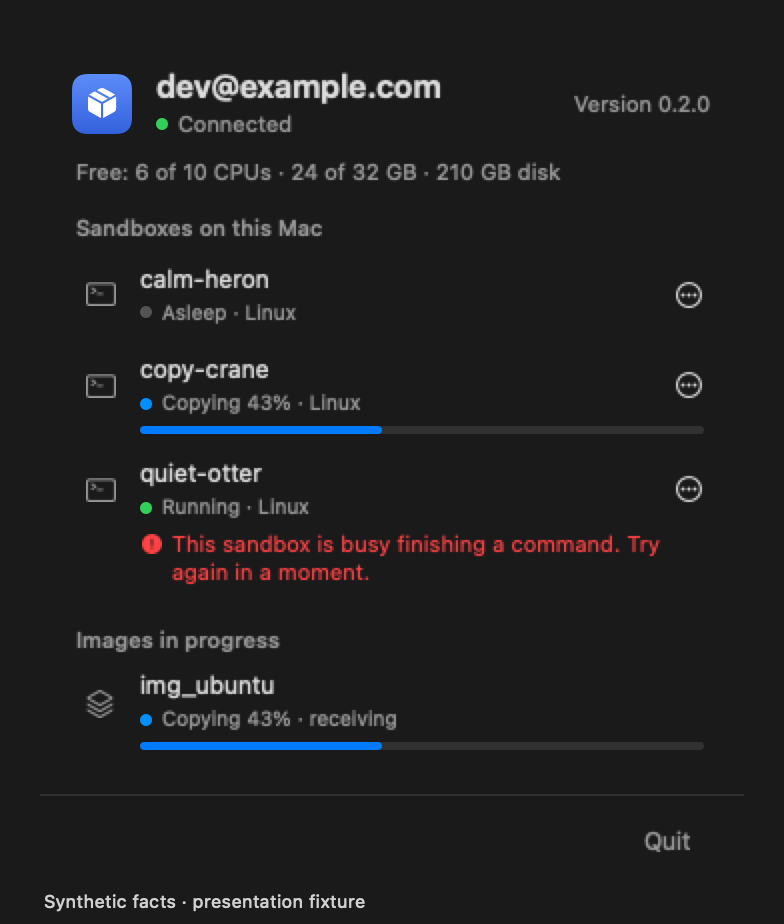 dev@example.com
Connected
Version 0.2.0
Free: 6 of 10 CPUs · 24 of 32 GB · 210 GB disk
Sandboxes on this Mac
calm-heron
Asleep · Linux
copy-crane
Copying 43% · Linux
quiet-otter
Running · Linux
This sandbox is busy finishing a command. Try
again in a moment.
Images in progress
img_ubuntu
Copying 43% · receiving
Quit
Synthetic facts · presentation fixture